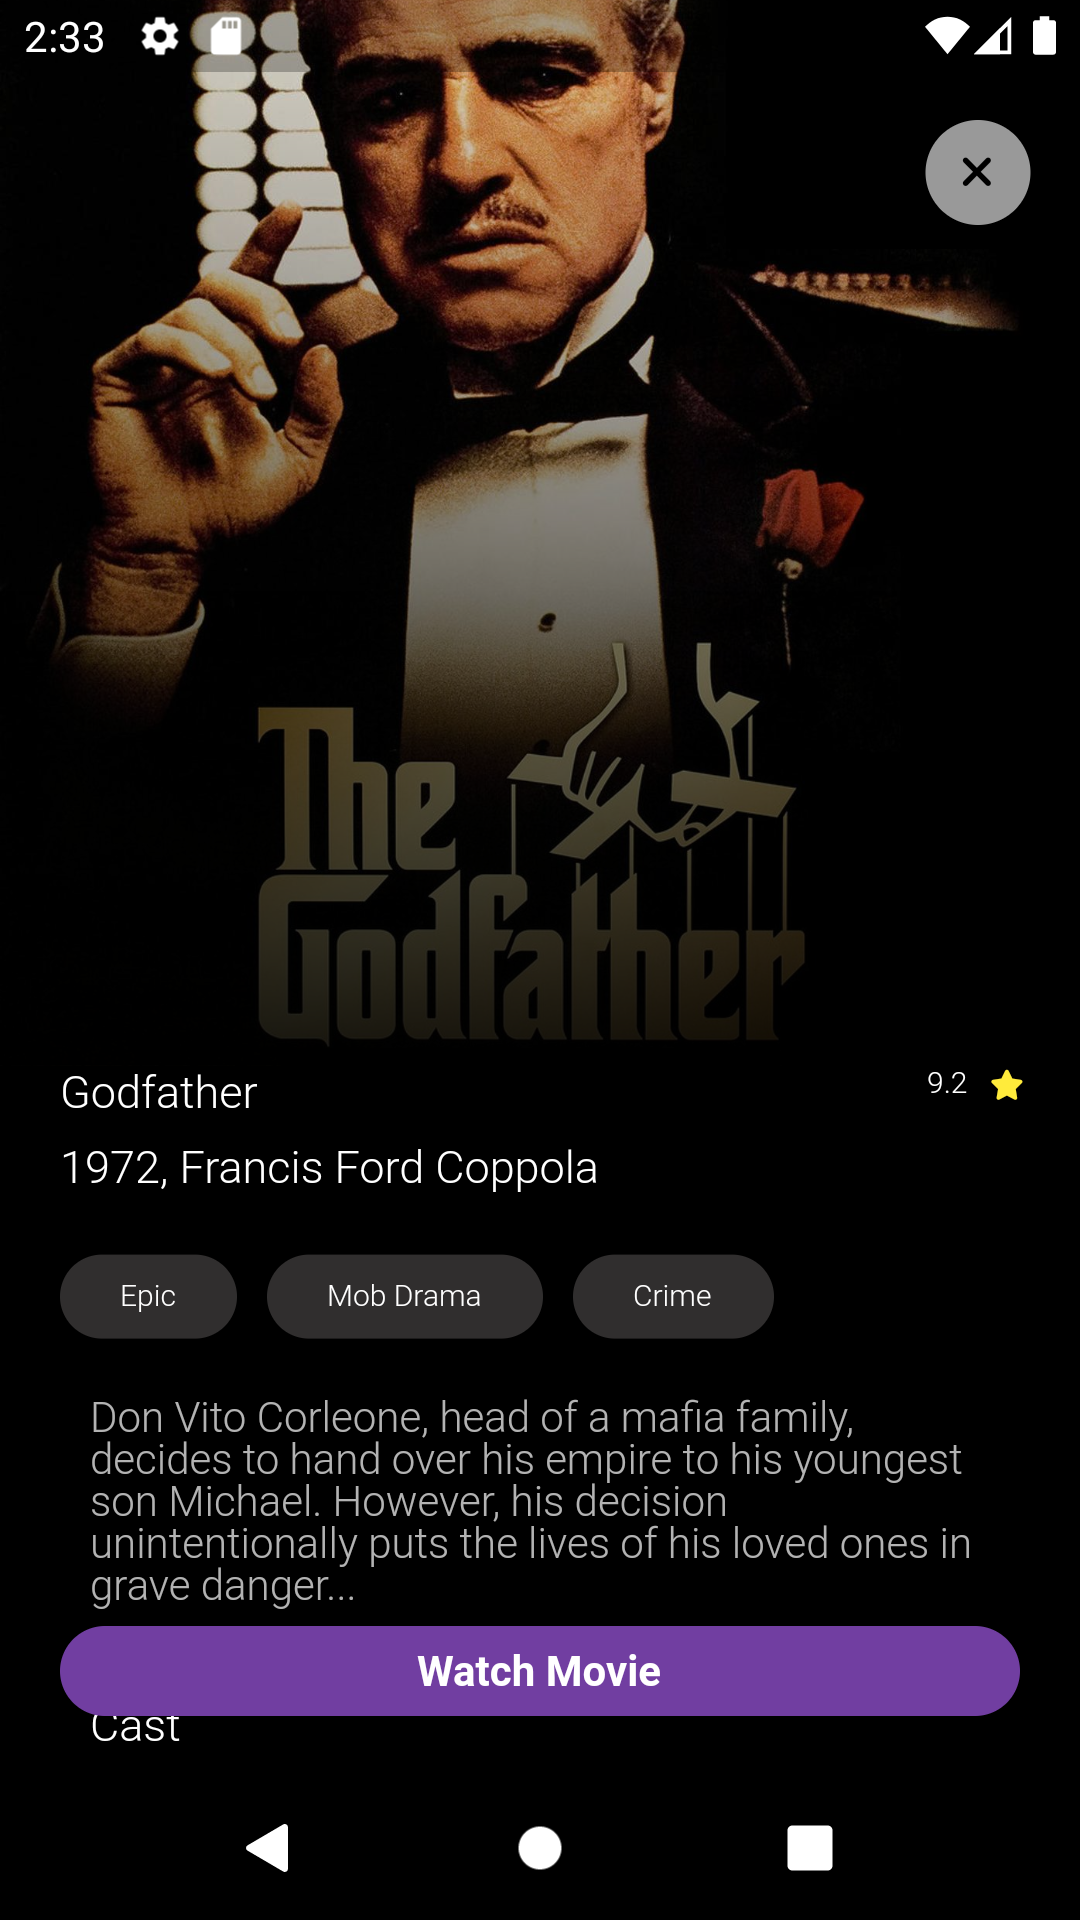 2:33
The
Godfather
Godfather
9.2
1972, Francis Ford Coppola
Epic
Mob Drama
Crime
Don Vito Corleone, head of a mafia family,
decides to hand over his empire to his youngest
son Michael. However, his decision
unintentionally puts the lives of his loved ones in
grave danger...
Watch Movie
Cast